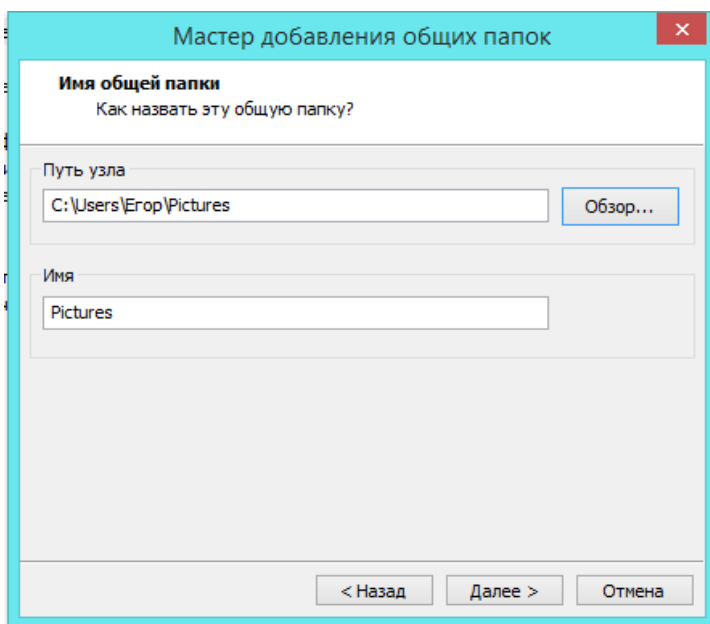 Мастер добавления общих папок
Имя общей папки
Как назвать эту общую папку?
Путь узла
C:\Users\Егор\Pictures
Обзор...
Имя
Pictures
< Назад
Далее >
Отмена